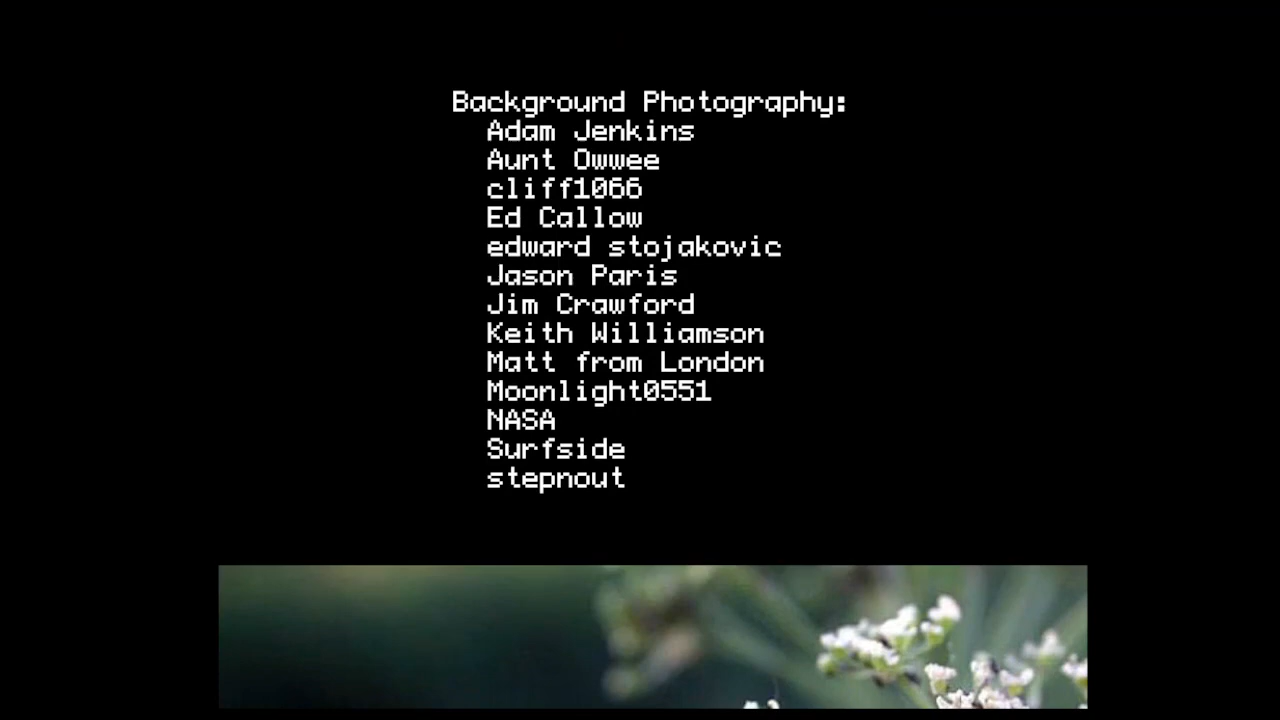 Background Photography:
Adam Jenkins
Aunt Owwee
cliff1066
Ed Callow
edward stojakovic
Jason Paris
Jim Crawford
Keith Williamson
Matt from London
Moonlight0551
NASA
Surfside
stepnout